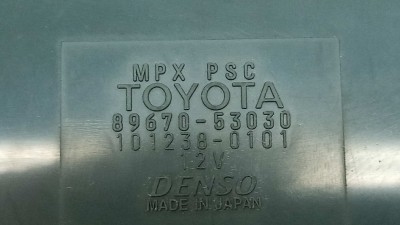 MPX PSC
TOYOTA
89670-53030
101238-0101
12V
DENSO
MADE IN JAPAN